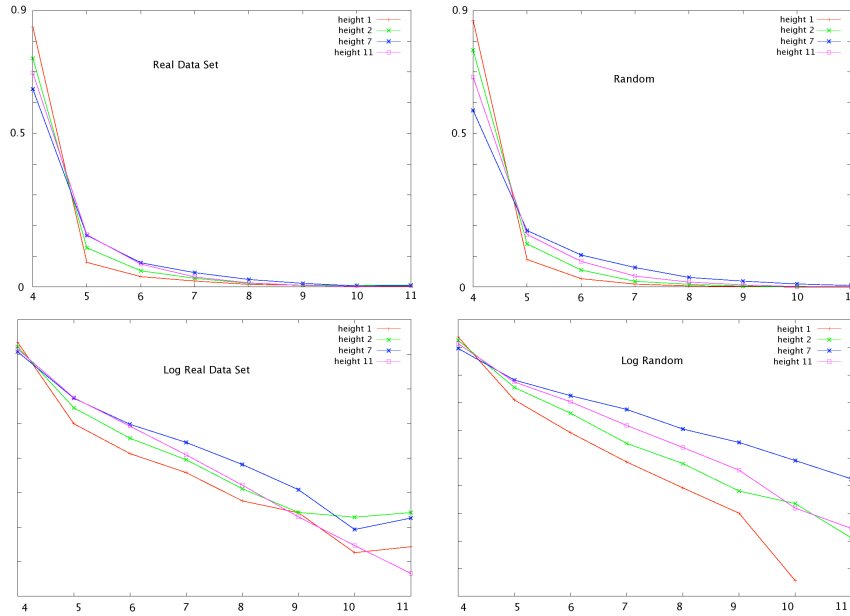 0.9
0.5
0
4 5 6 7 8 9 10 11
Real Data Set
height 1
height 2
height 7
height 11
0.9
0.5
0
4 5 6 7 8 9 10 11
Random
height 1
height 2
height 7
height 11
Log Real Data Set
height 1
height 2
height 7
height 11
4 5 6 7 8 9 10 11
Log Random
height 1
height 2
height 7
height 11
4 5 6 7 8 9 10 11